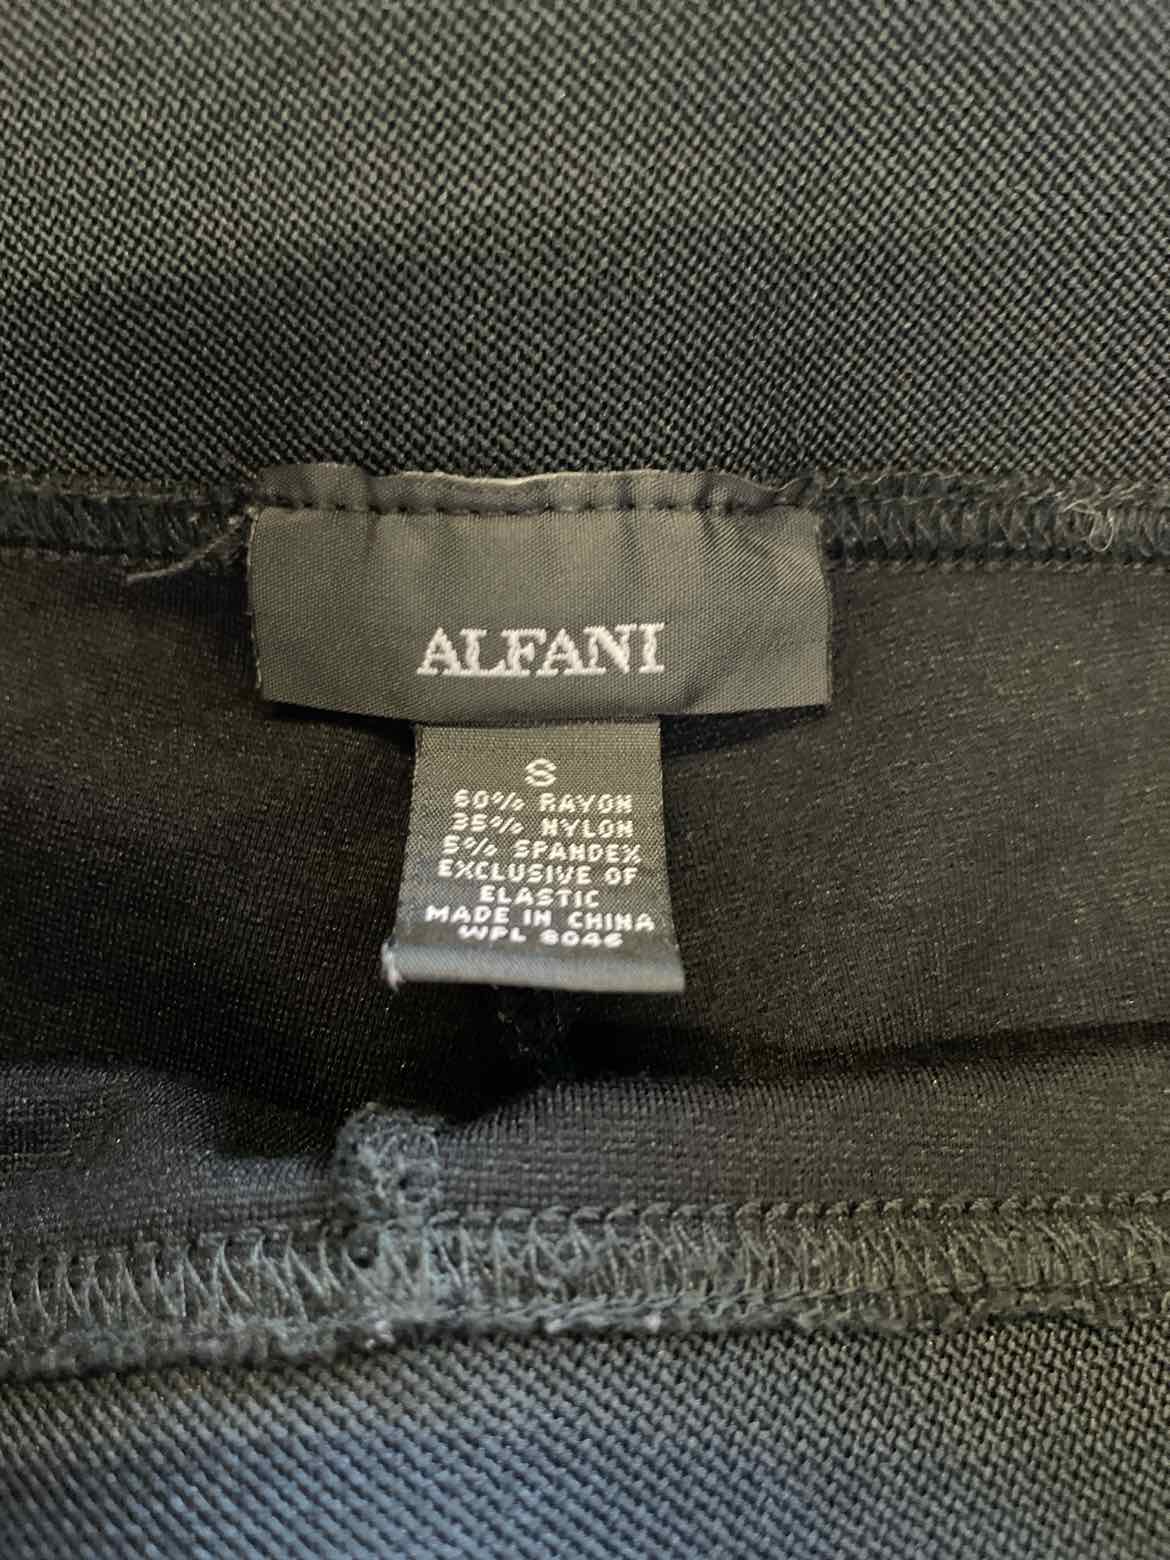 ALFANI
S
60% RAYON
35% NYLON
5% SPANDEX
EXCLUSIVE OF
ELASTIC
MADE IN CHINA
WPL 8046